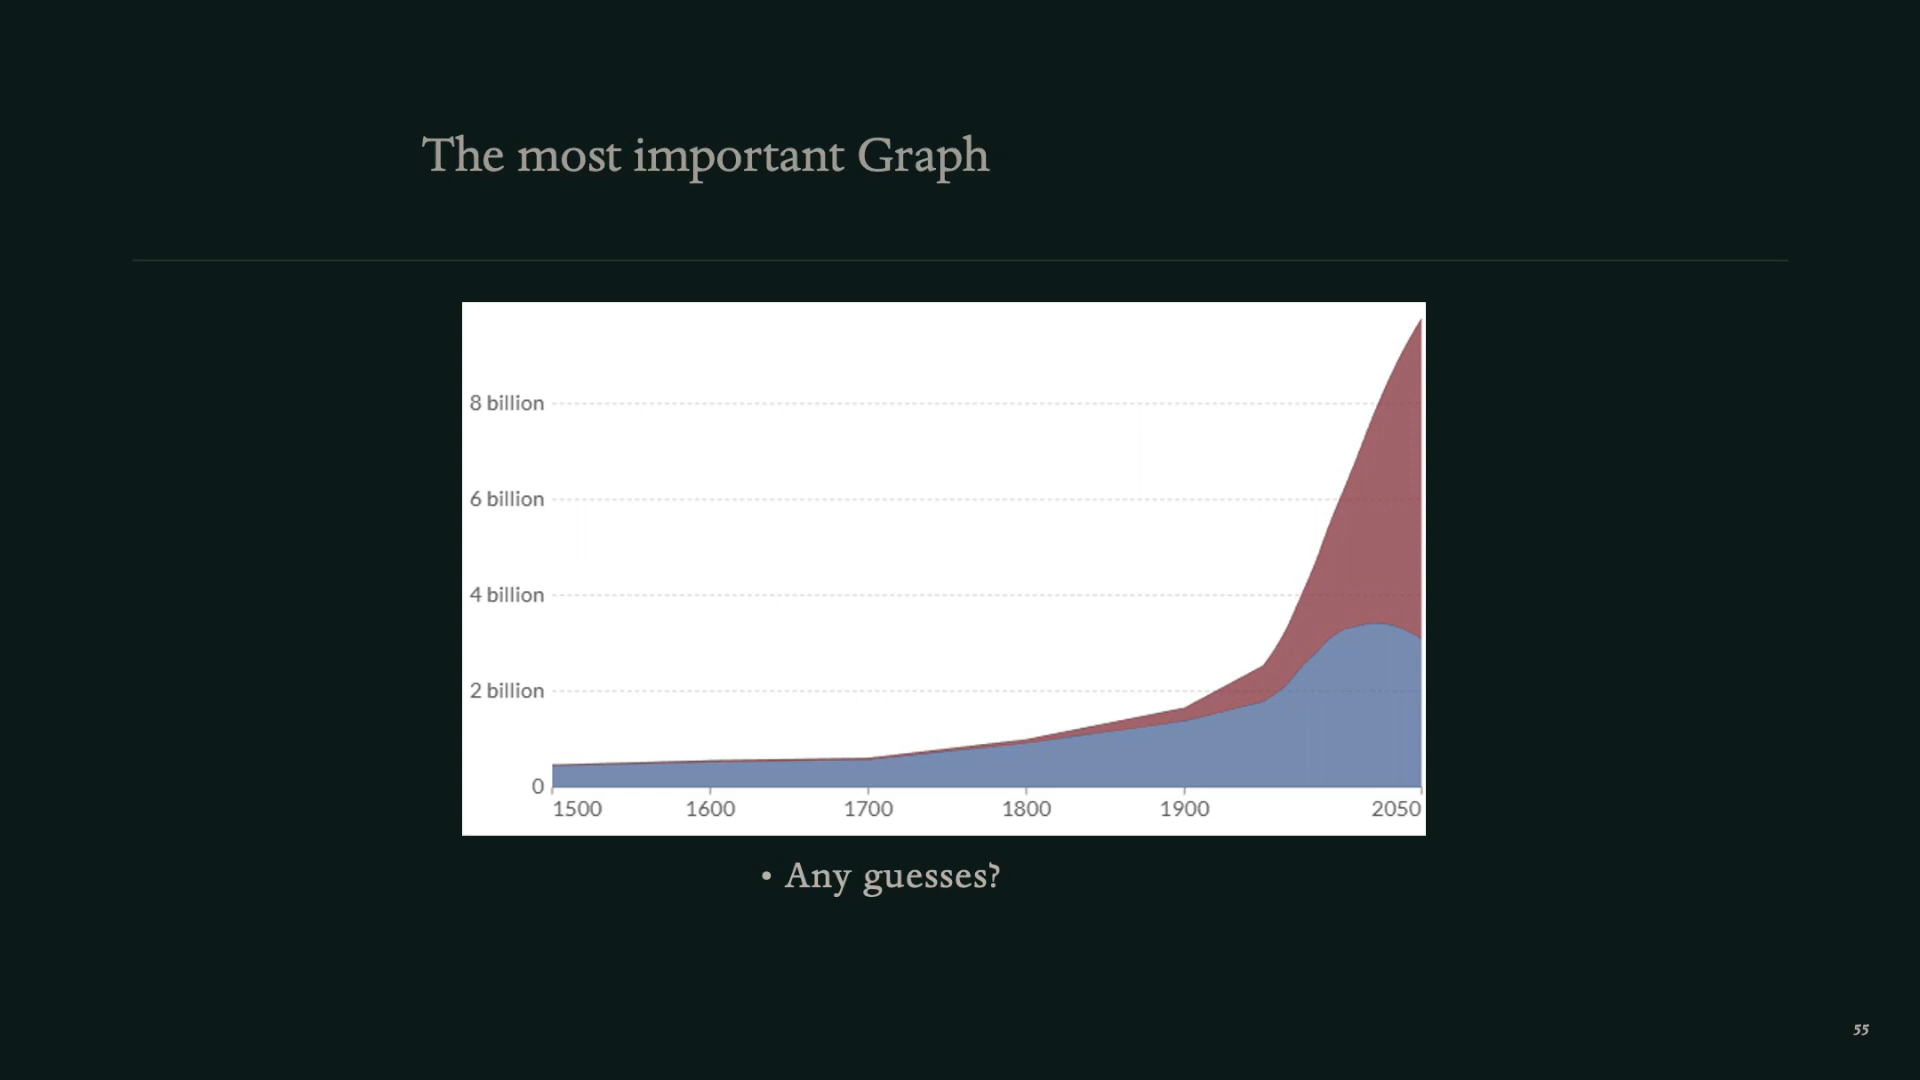 The most important Graph
8 billion
6 billion
4 billion
2 billion
0
1500 1600 1700 1800 1900 2050
• Any guesses?
55